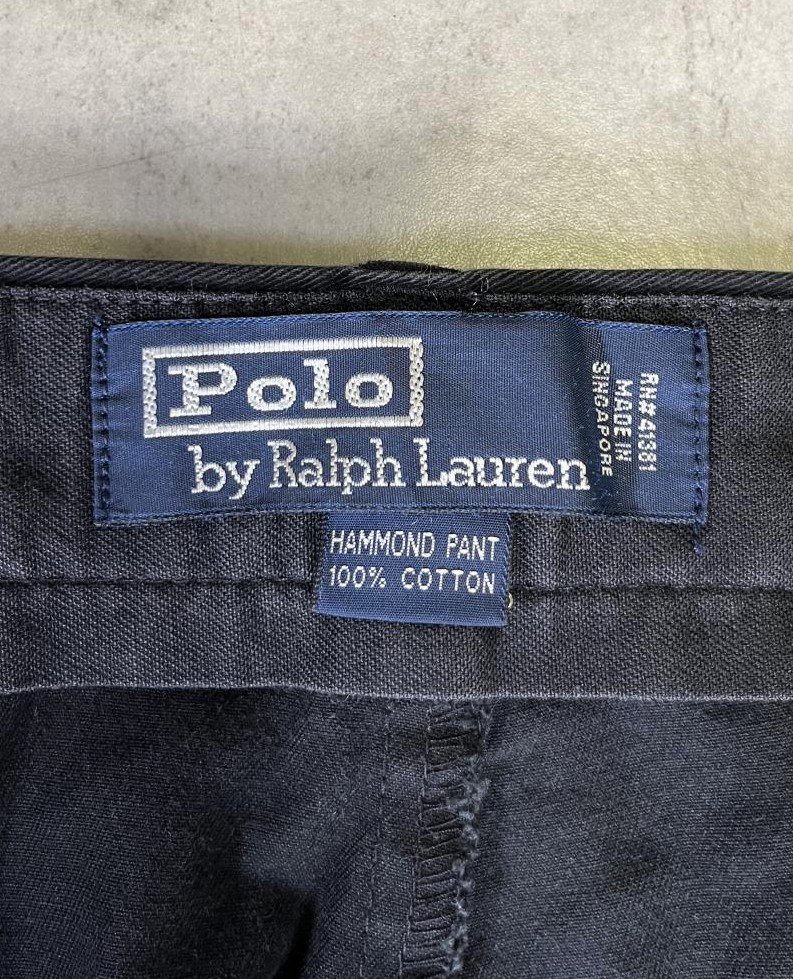 Polo
by Ralph Lauren
RN# 41381
MADE IN
SINGAPORE
HAMMOND PANT
100% COTTON